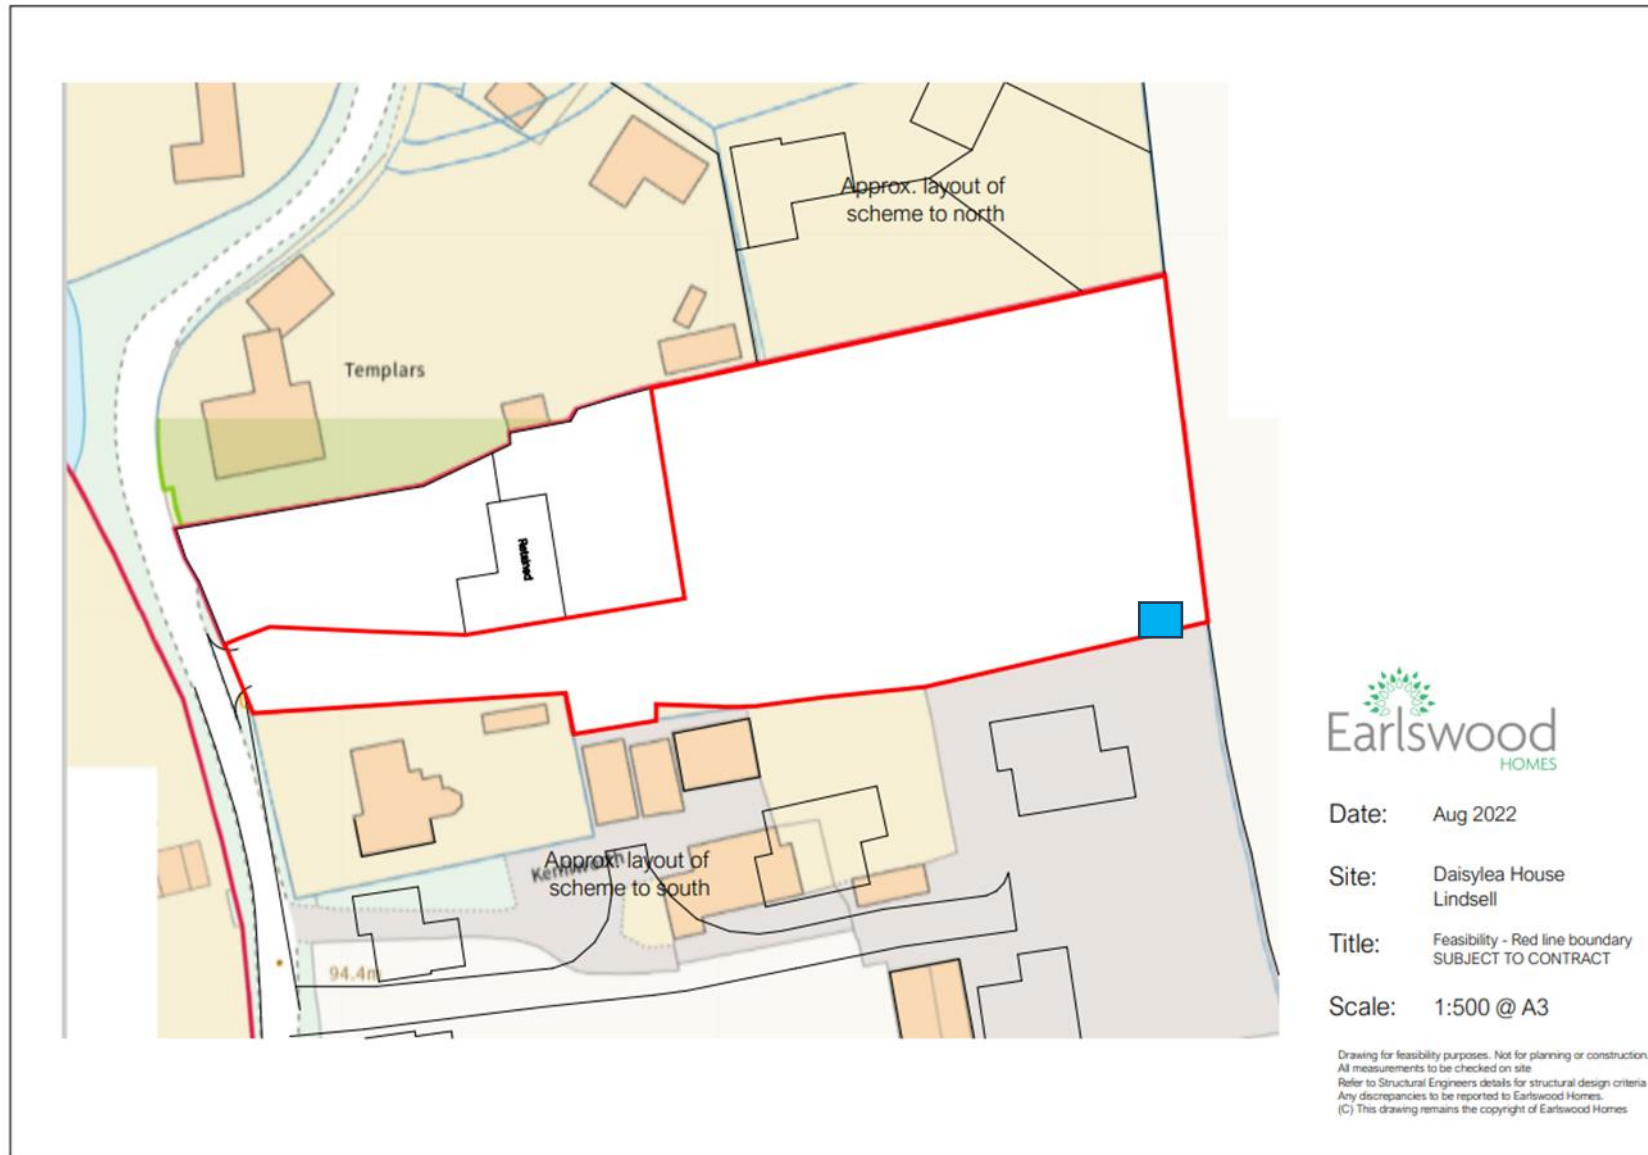 Approx. layout of
scheme to north
Templars
Retained
Approx. layout of
scheme to south
94.4m
Earlswood
HOMES
Date: Aug 2022
Site: Daisylea House
Lindsell
Title: Feasibility - Red line boundary
SUBJECT TO CONTRACT
Scale: 1:500 @ A3
Drawing for feasibility purposes. Not for planning or construction.
All measurements to be checked on site
Refer to Structural Engineers details for structural design criteria
Any discrepancies to be reported to Earlswood Homes.
(C) This drawing remains the copyright of Earlswood Homes